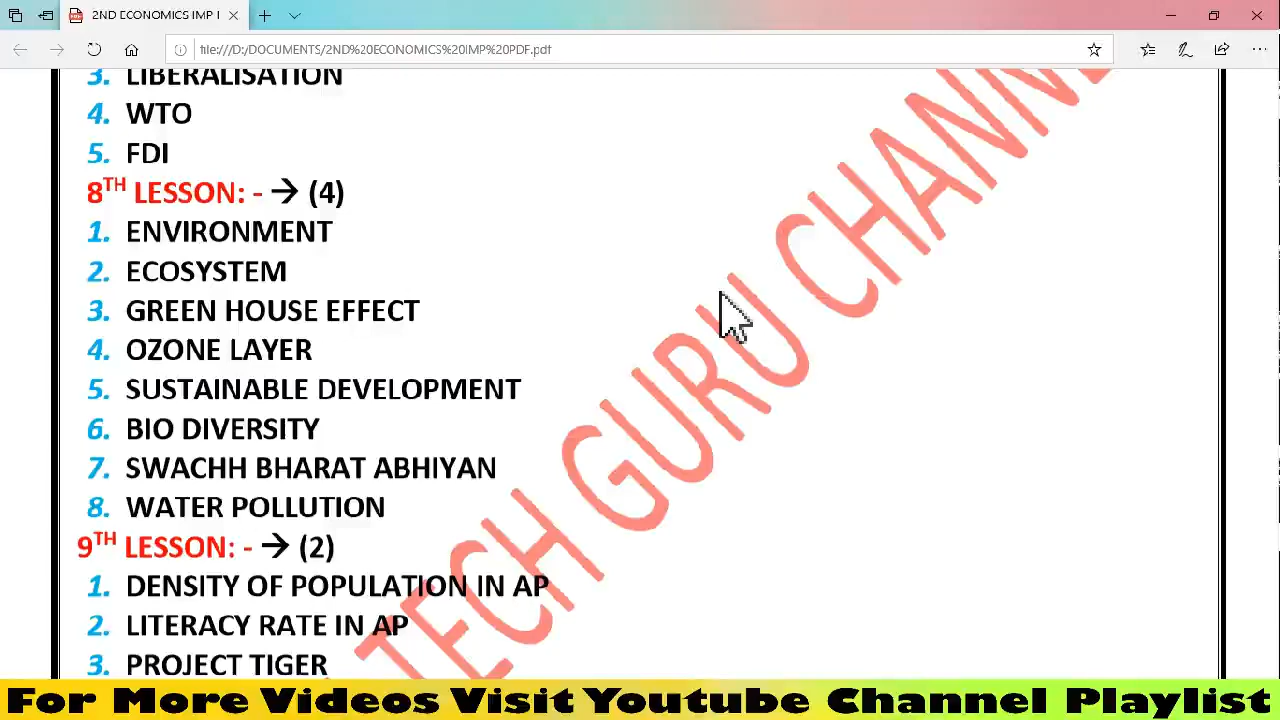 2ND ECONOMICS IMP I
file:///D:/DOCUMENTS/2ND%20ECONOMICS%20IMP%20PDF.pdf
3. LIBERALISATION
4. WTO
5. FDI
8TH LESSON: - → (4)
1. ENVIRONMENT
2. ECOSYSTEM
3. GREEN HOUSE EFFECT
4. OZONE LAYER
5. SUSTAINABLE DEVELOPMENT
6. BIO DIVERSITY
7. SWACHH BHARAT ABHIYAN
8. WATER POLLUTION
9TH LESSON: - → (2)
1. DENSITY OF POPULATION IN AP
2. LITERACY RATE IN AP
3. PROJECT TIGER
TECH GURU CHANNE
For More Videos Visit Youtube Channel Playlist